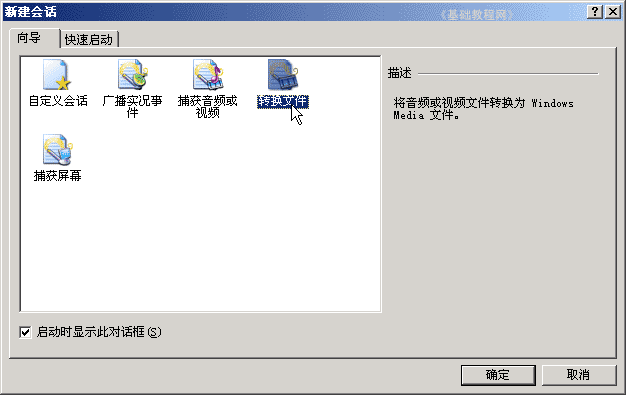 新建会话
《基础教程网》
向导
快速启动
自定义会话
广播实况事
件
捕获音频或
视频
转换文件
捕获屏幕
描述
将音频或视频文件转换为 Windows
Media 文件。
启动时显示此对话框(S)
确定
取消